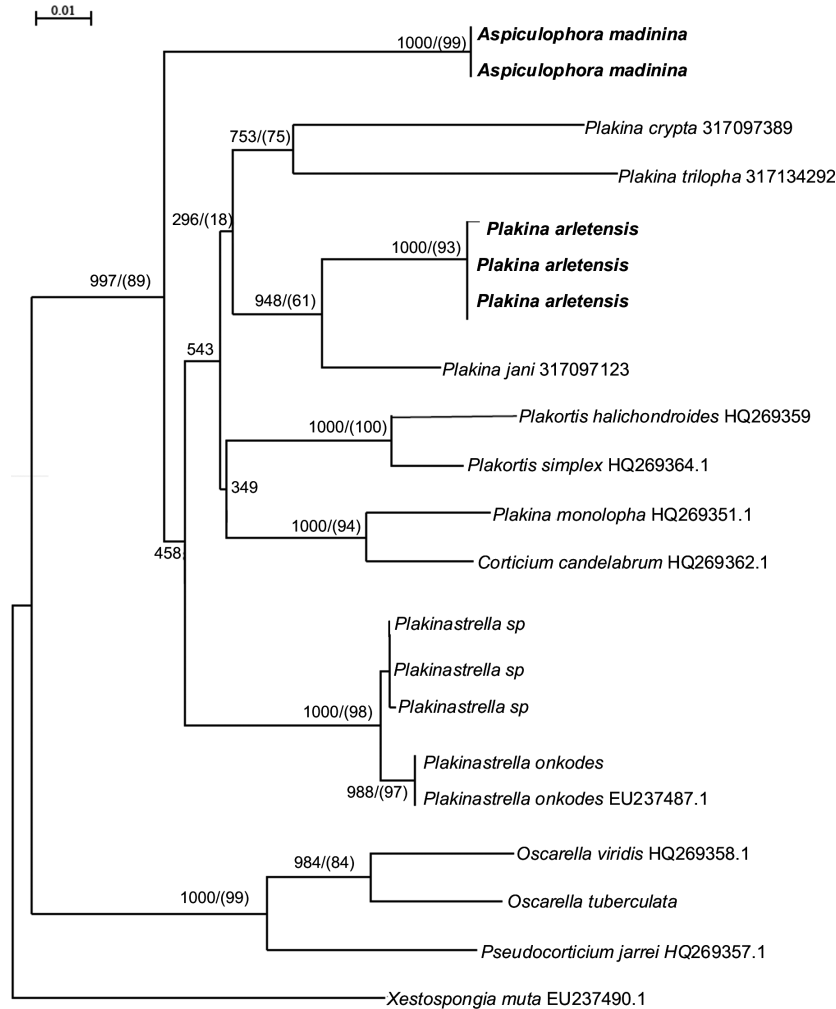 0.01
1000/(99)
Aspiculophora madinina
Aspiculophora madinina
753/(75)
Plakina crypta 317097389
Plakina trilopha 317134292
296/(18)
1000/(93)
Plakina arletensis
Plakina arletensis
Plakina arletensis
997/(89)
948/(61)
543
Plakina jani 317097123
1000/(100)
Plakortis halichondroides HQ269359
Plakortis simplex HQ269364.1
349
1000/(94)
Plakina monolopha HQ269351.1
458
Corticium candelabrum HQ269362.1
Plakinastrella sp
Plakinastrella sp
Plakinastrella sp
1000/(98)
Plakinastrella onkodes
988/(97)
Plakinastrella onkodes EU237487.1
984/(84)
Oscarella viridis HQ269358.1
1000/(99)
Oscarella tuberculata
Pseudocorticium jarrei HQ269357.1
Xestospongia muta EU237490.1